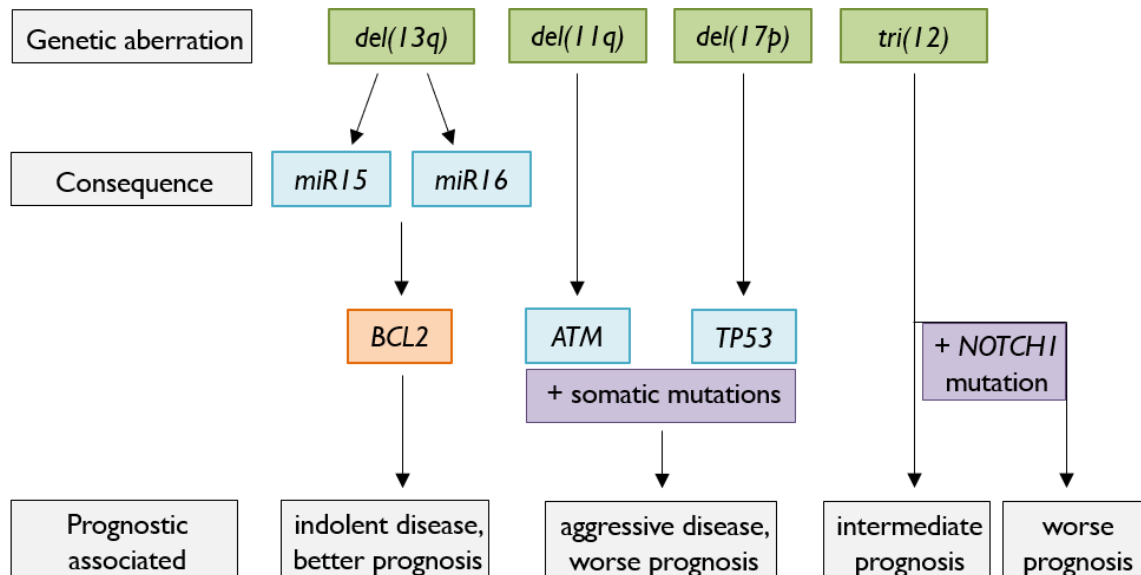 Genetic aberration
del(13q)
del(11q)
del(17p)
tri(12)
Consequence
miR15
miR16
BCL2
ATM
TP53
+ NOTCH1
mutation
+ somatic mutations
Prognostic
associated
indolent disease,
better prognosis
aggressive disease,
worse prognosis
intermediate
prognosis
worse
prognosis